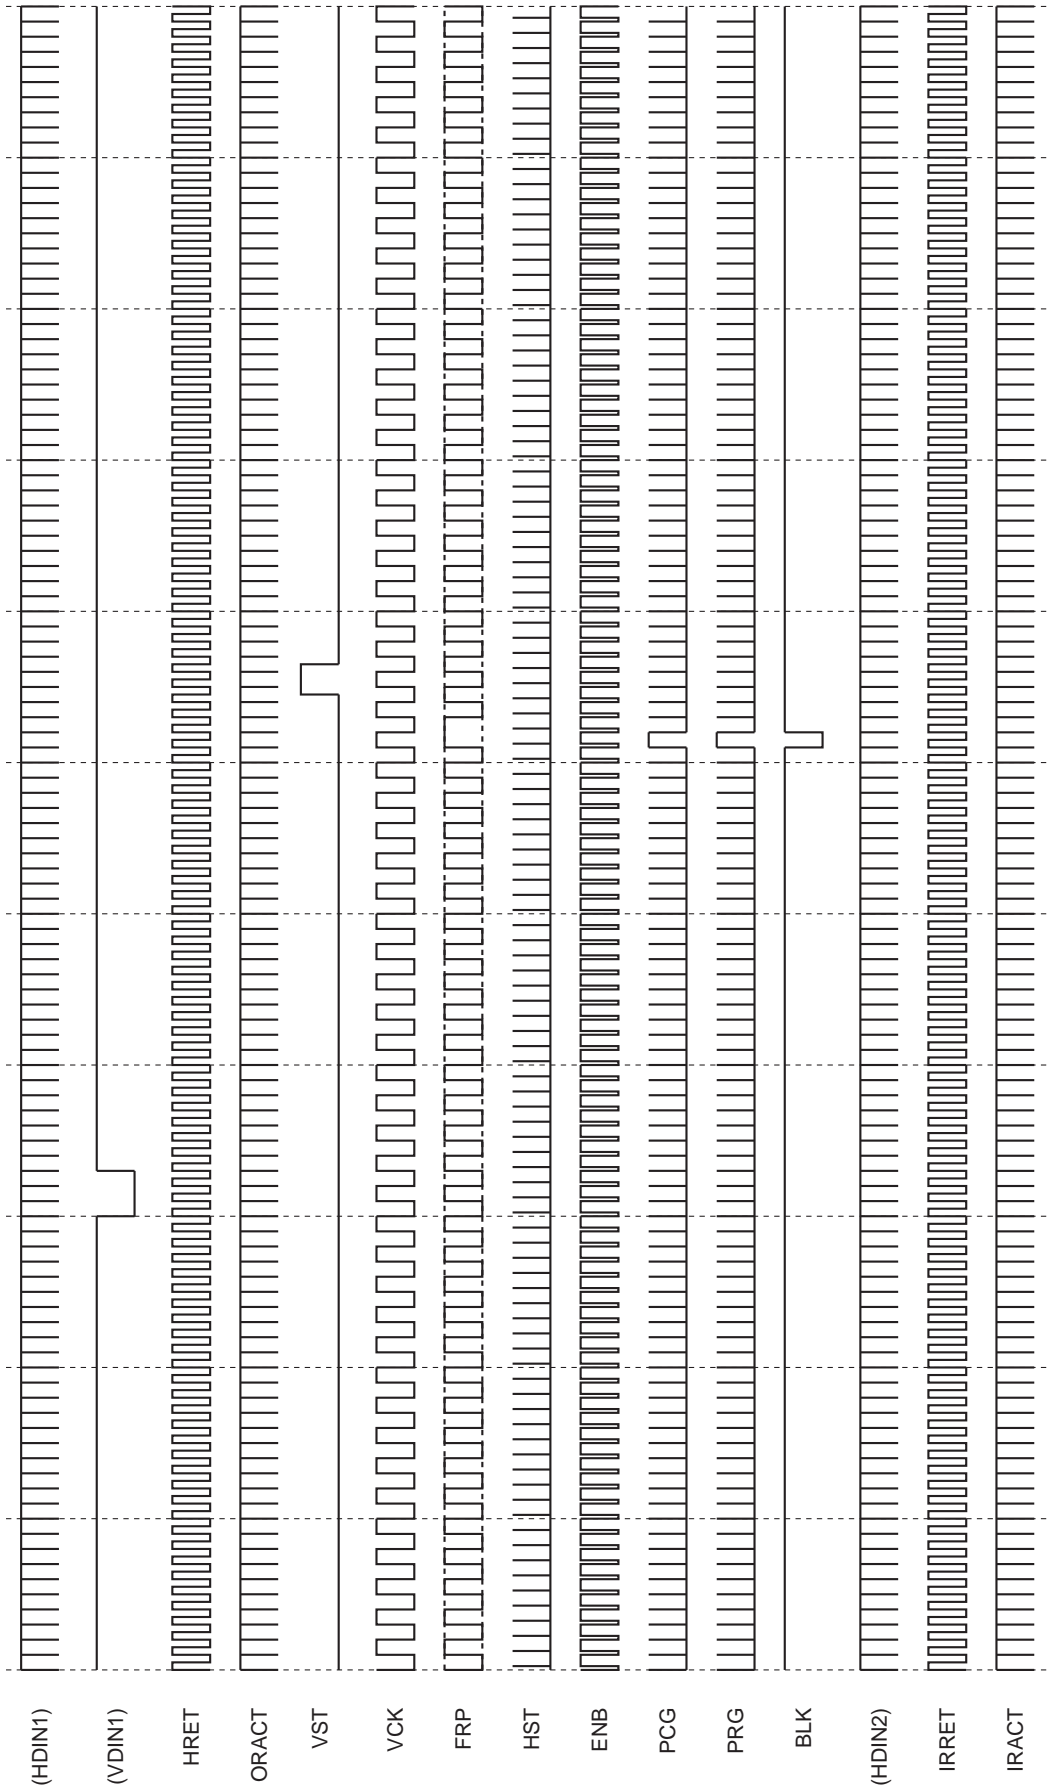 (HDIN1)
(VDIN1)
HRET
ORACT
VST
VCK
FRP
HST
ENB
PCG
PRG
BLK
(HDIN2)
IRRET
IRACT